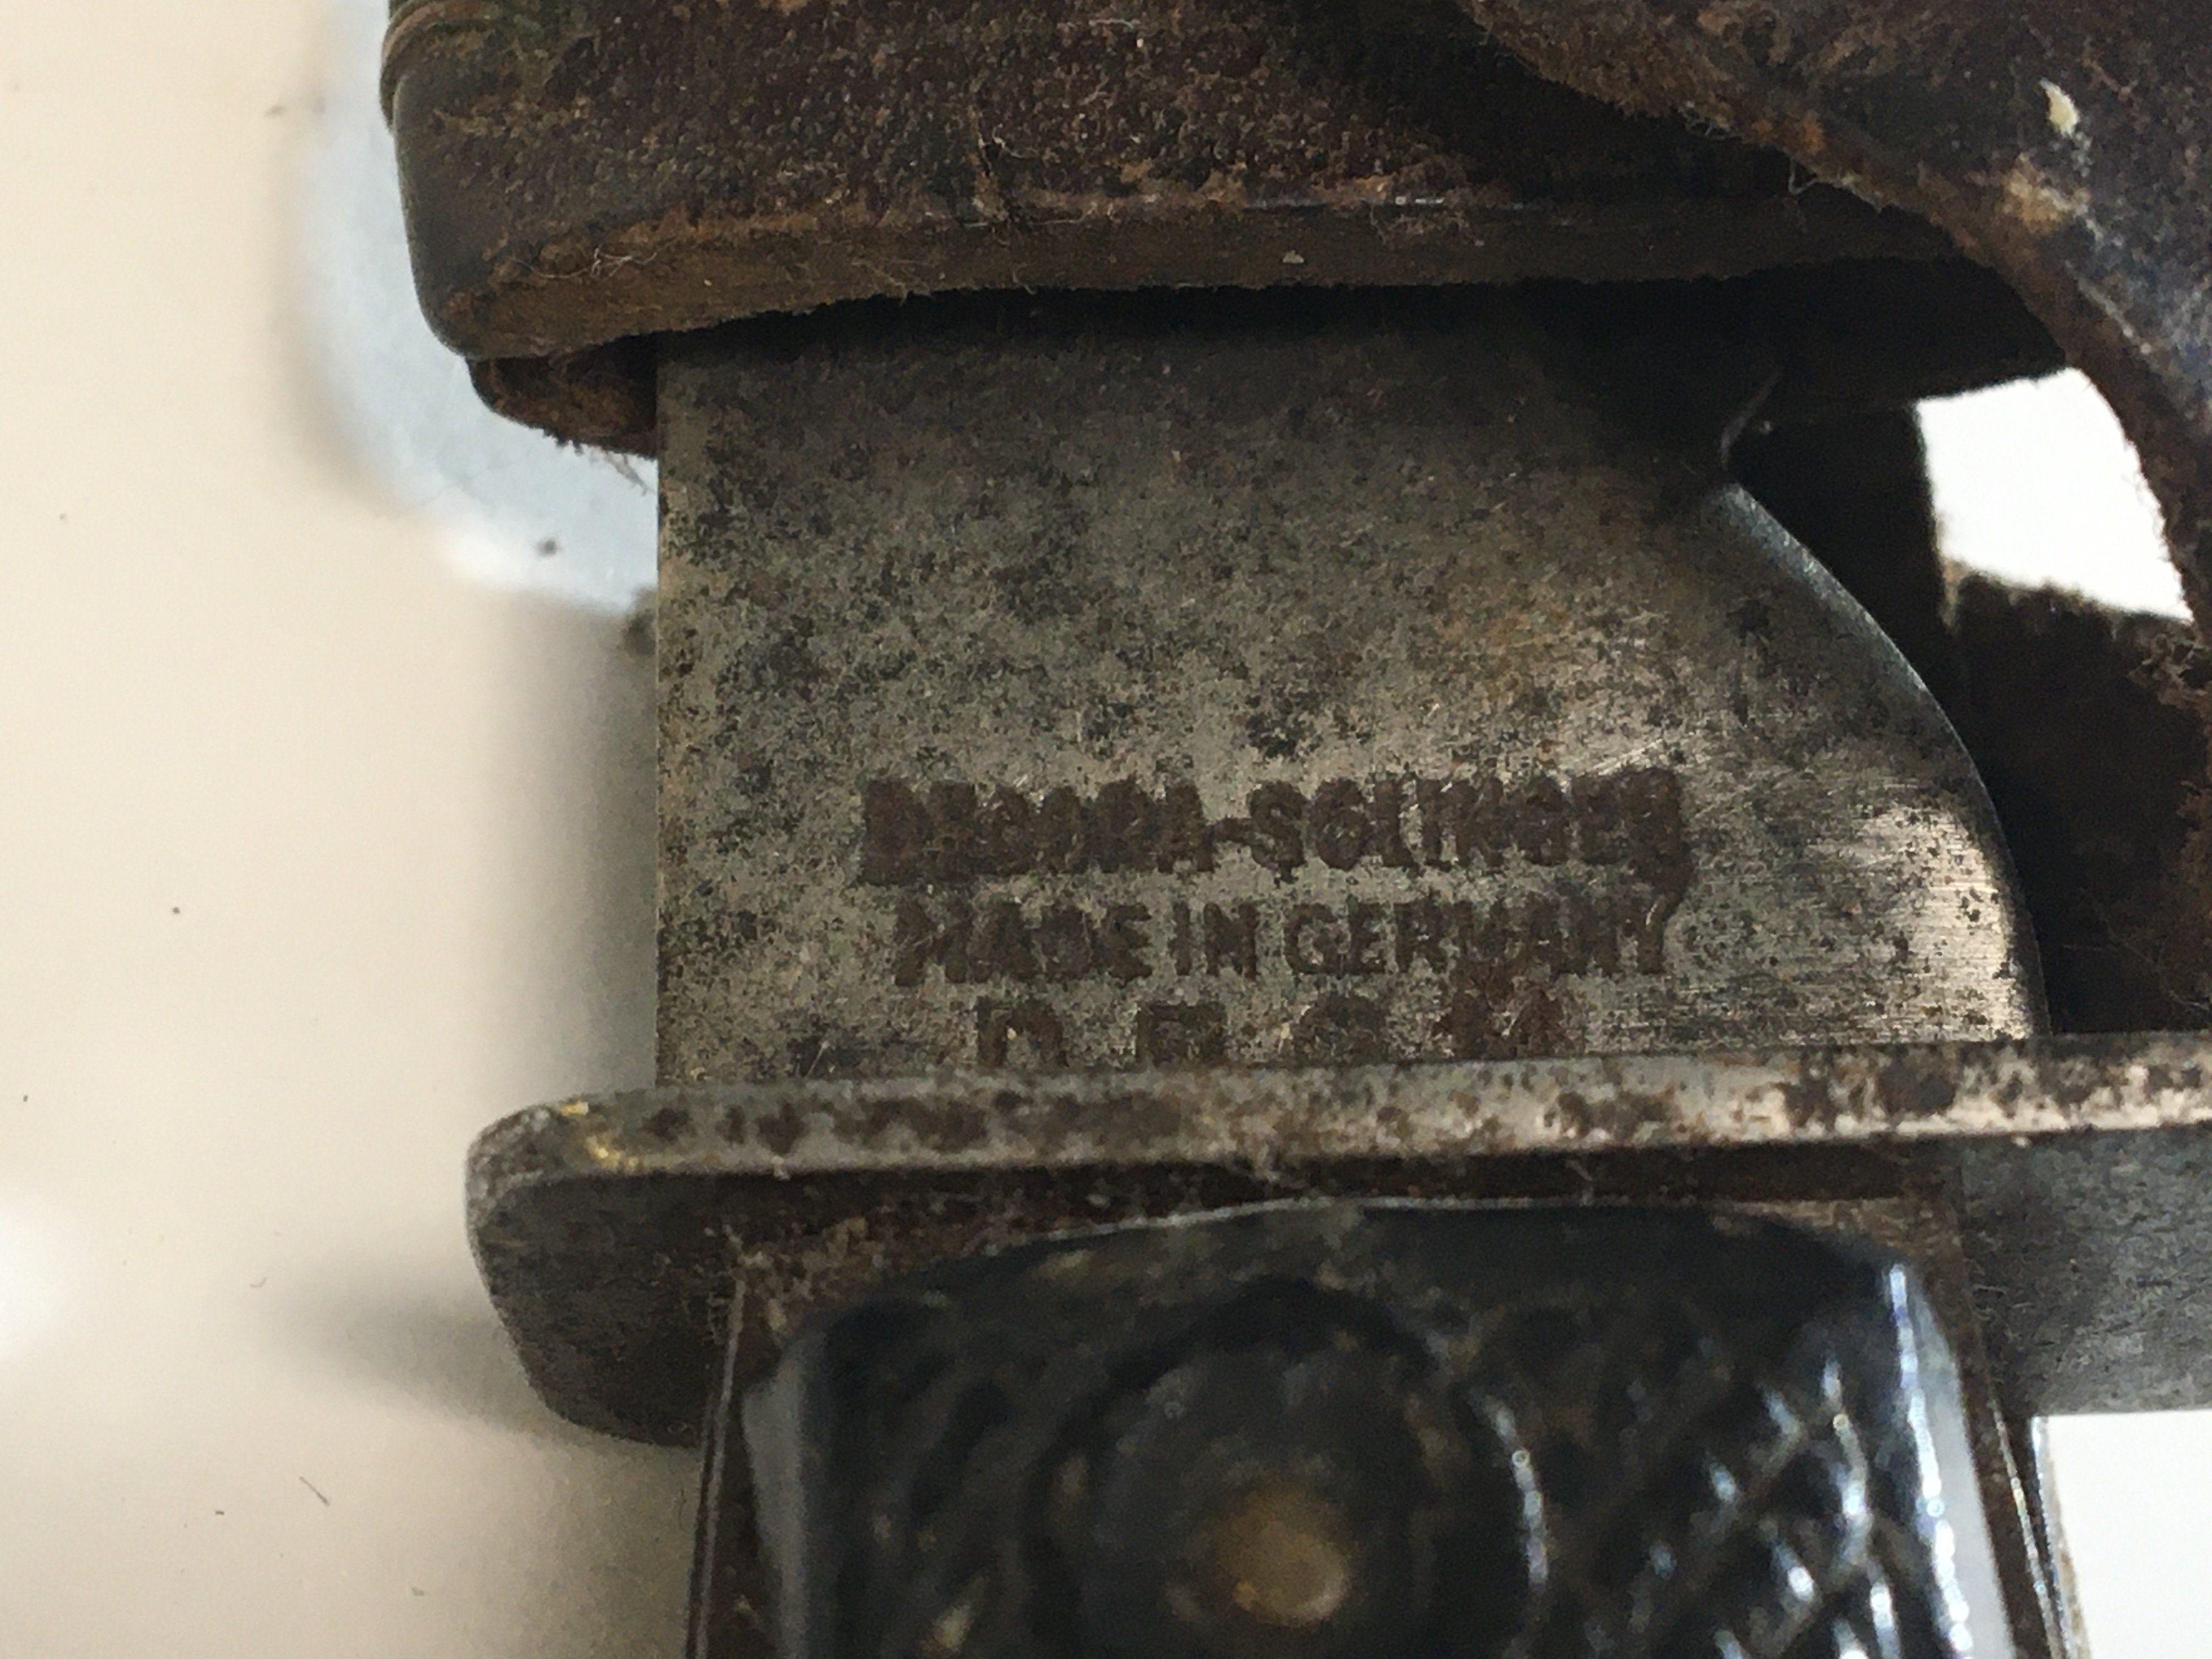 -SOLINGEN
MADE IN GERMANY
D.R.G.M.